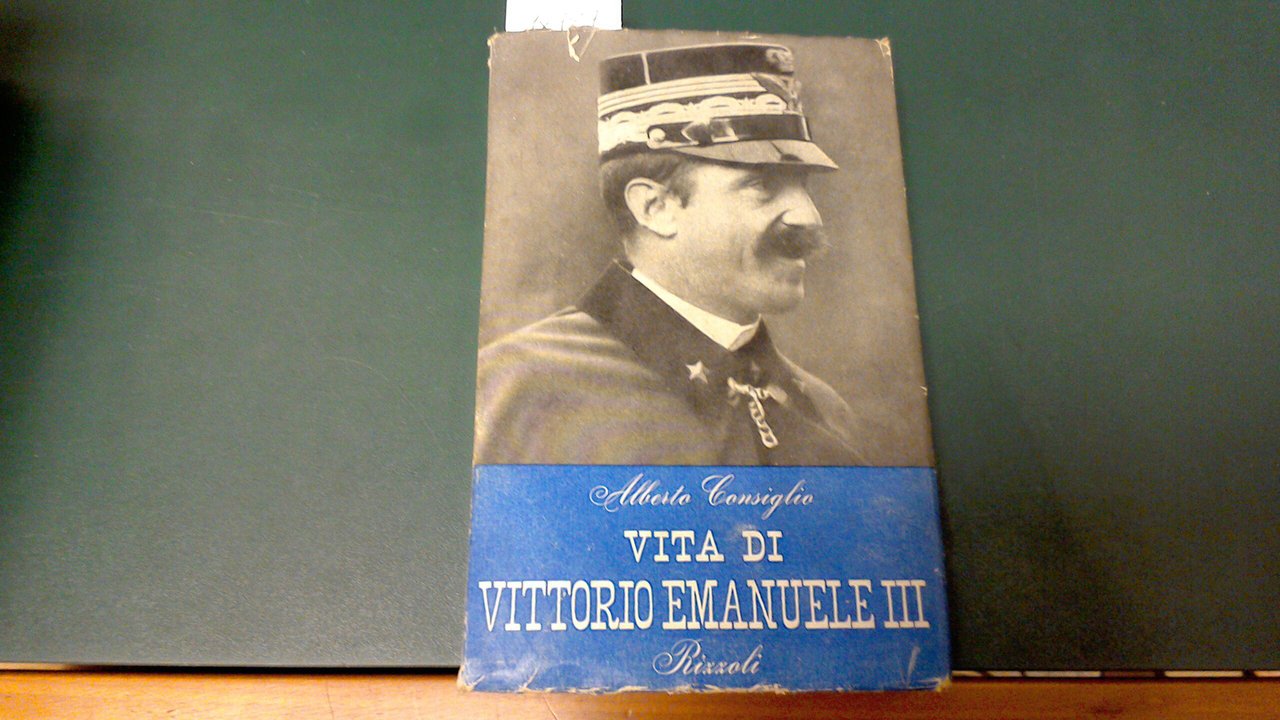 Alberto Consiglio
VITA DI
VITTORIO EMANUELE III
Rizzoli